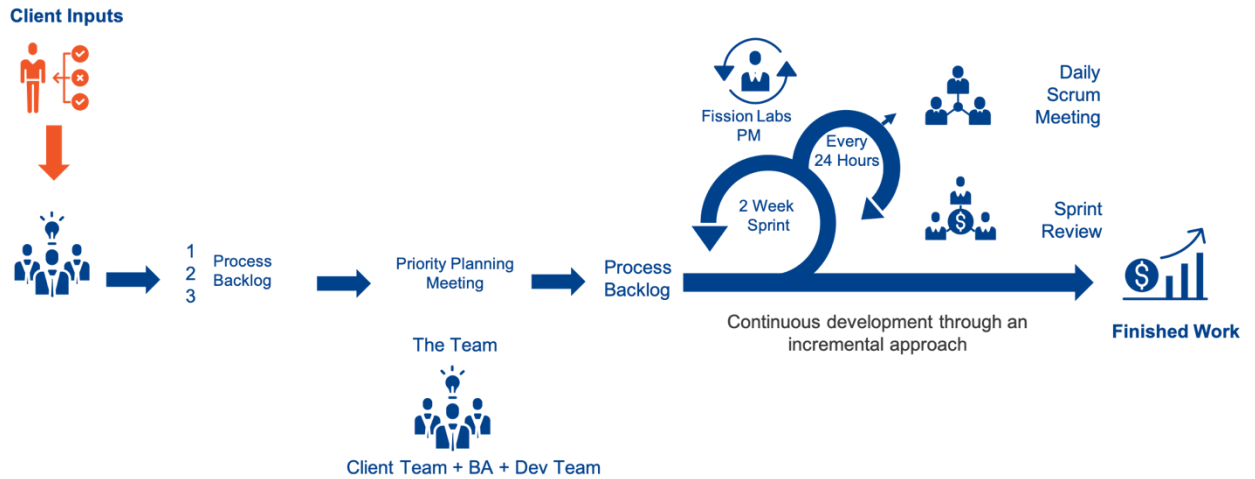 Client Inputs
1
2
3
Process
Backlog
Priority Planning
Meeting
The Team
Client Team + BA + Dev Team
Process
Backlog
Fission Labs
PM
2 Week
Sprint
Every
24 Hours
Daily
Scrum
Meeting
$
Sprint
Review
Continuous development through an
incremental approach
$
Finished Work